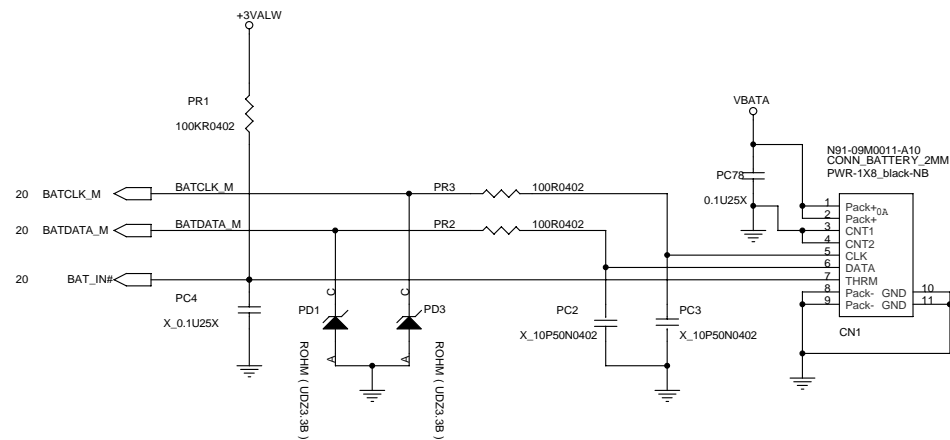 +3VALW
PR1
100KR0402
VBATA
N91-09M0011-A10
CONN_BATTERY_2MM
PWR-1X8_black-NB
PC78
0.1U25X
20 BATCLK_M
BATCLK_M
PR3
100R0402
20 BATDATA_M
BATDATA_M
PR2
100R0402
20 BAT_IN#
1 Pack+
0A
2 Pack+
3 CNT1
4 CNT2
5 CLK
6 DATA
7 THRM
8 Pack- GND 10
9 Pack- GND 11
CN1
PC4
X_0.1U25X
C
PD1
A
ROHM ( UDZ3.3B )
C
PD3
A
ROHM ( UDZ3.3B )
PC2
X_10P50N0402
PC3
X_10P50N0402